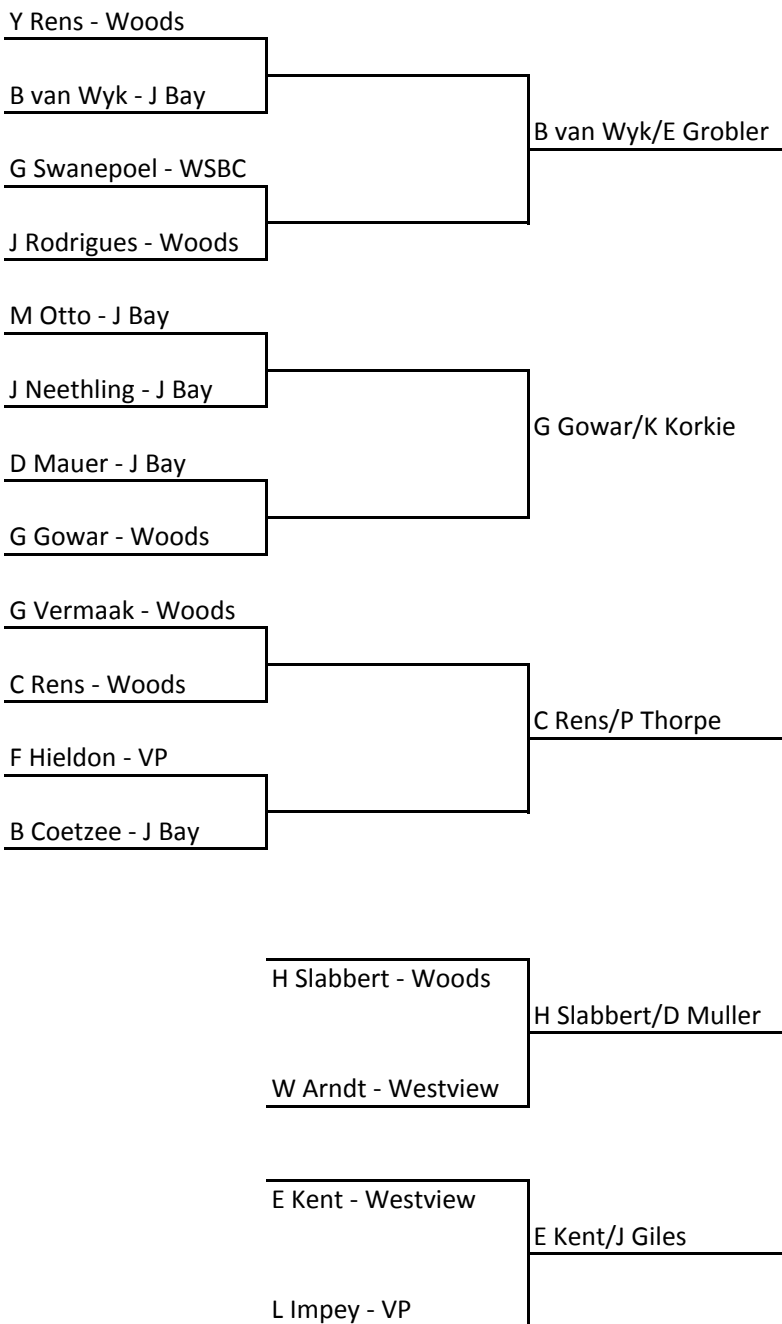 Y Rens - Woods
B van Wyk - J Bay
B van Wyk/E Grobler
G Swanepoel - WSBC
J Rodrigues - Woods
M Otto - J Bay
J Neethling - J Bay
G Gowar/K Korkie
D Mauer - J Bay
G Gowar - Woods
G Vermaak - Woods
C Rens - Woods
C Rens/P Thorpe
F Hieldon - VP
B Coetzee - J Bay
H Slabbert - Woods
H Slabbert/D Muller
W Arndt - Westview
E Kent - Westview
E Kent/J Giles
L Impey - VP